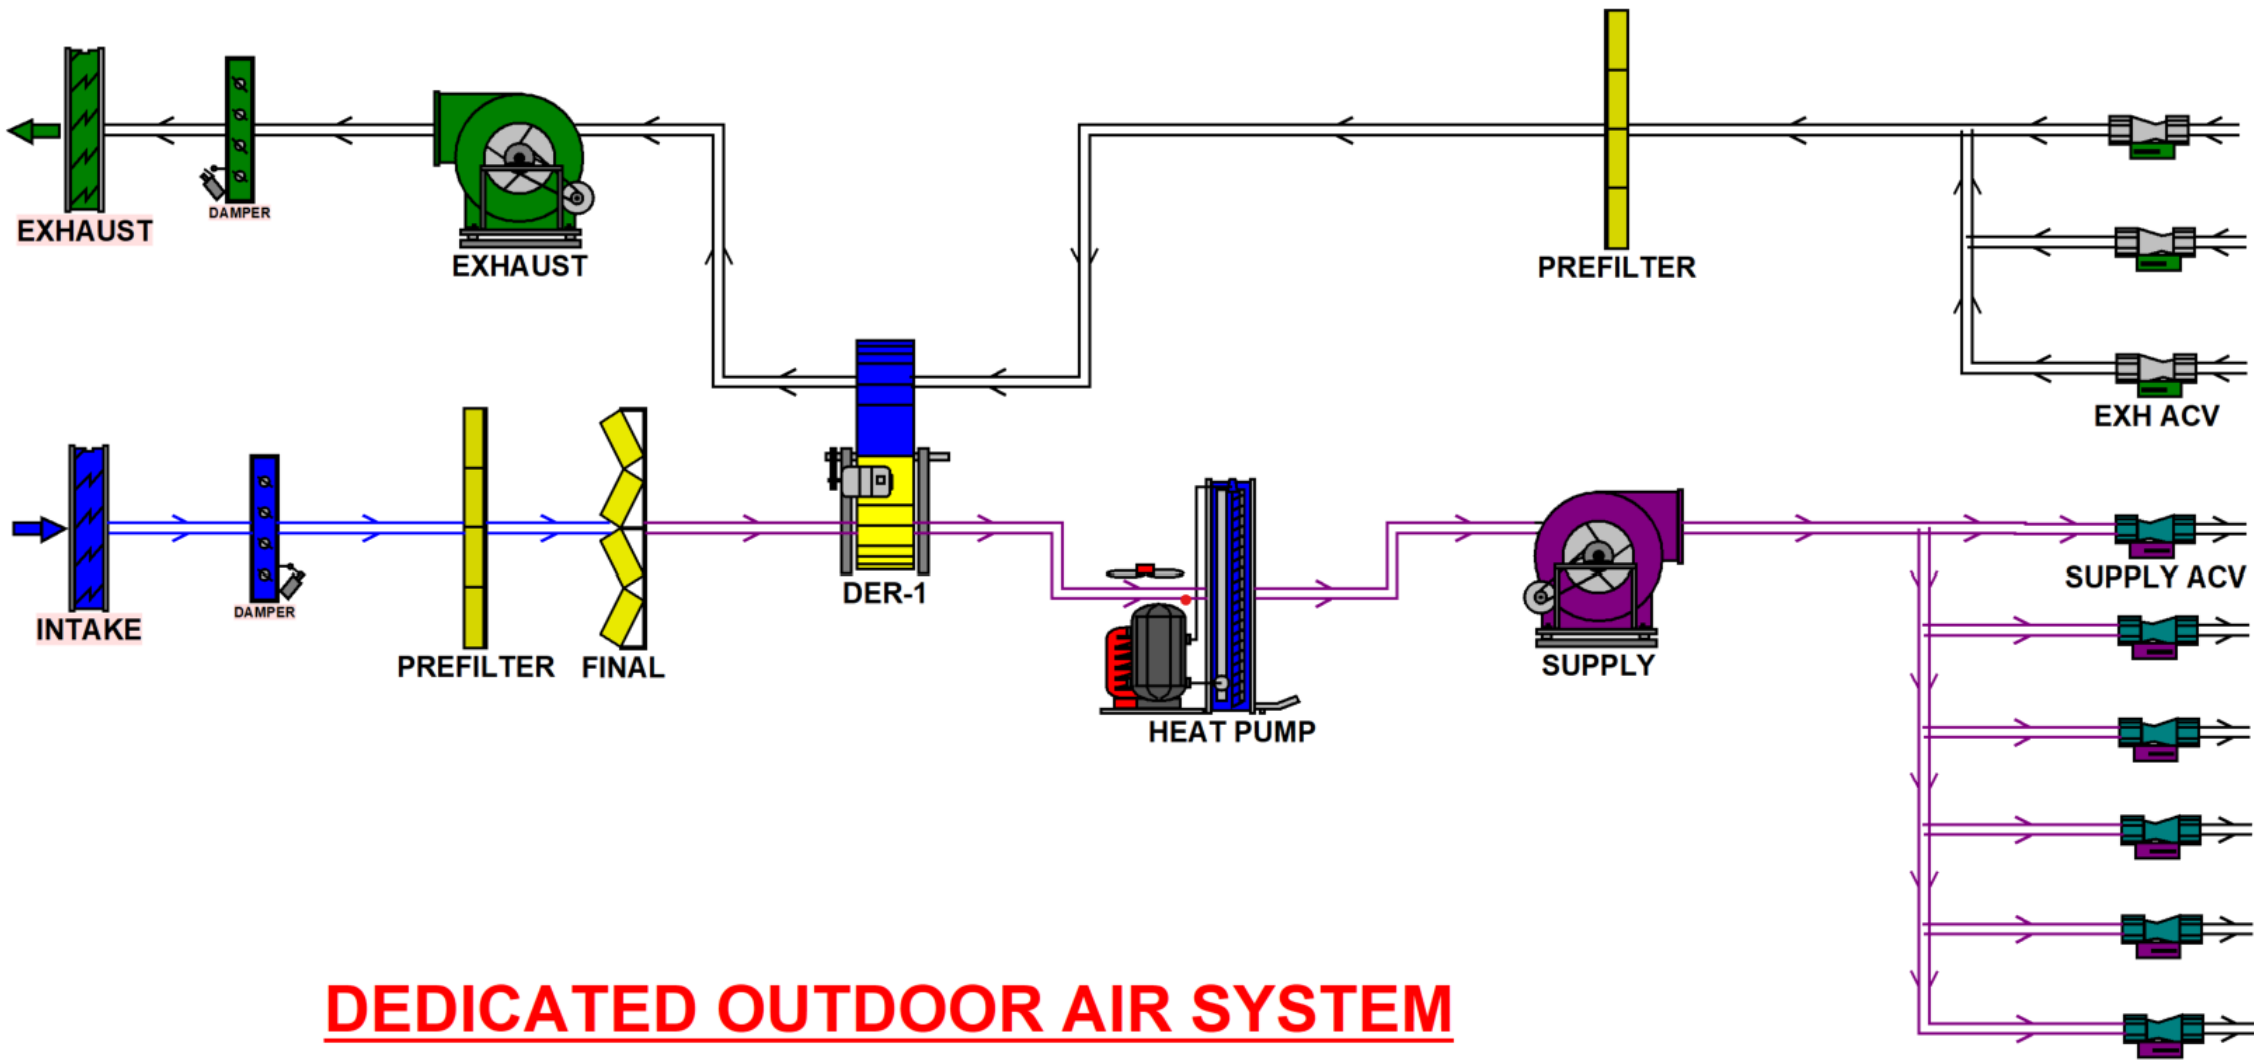 EXHAUST
DAMPER
EXHAUST
PREFILTER
EXH ACV
INTAKE
DAMPER
PREFILTER
FINAL
DER-1
HEAT PUMP
SUPPLY
SUPPLY ACV
DEDICATED OUTDOOR AIR SYSTEM